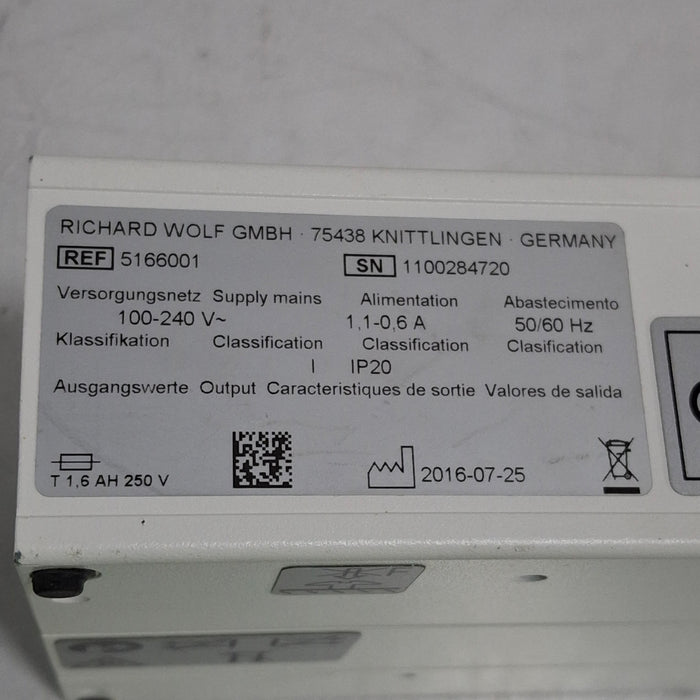 RICHARD WOLF GMBH · 75438 KNITTLINGEN · GERMANY
REF 5166001 SN 1100284720
Versorgungsnetz Supply mains Alimentation Abastecimento
100-240 V~ 1,1-0,6 A 50/60 Hz
Klassifikation Classification Classification Clasification
I IP20
Ausgangswerte Output Caracteristiques de sortie Valores de salida
T 1,6 AH 250 V 2016-07-25